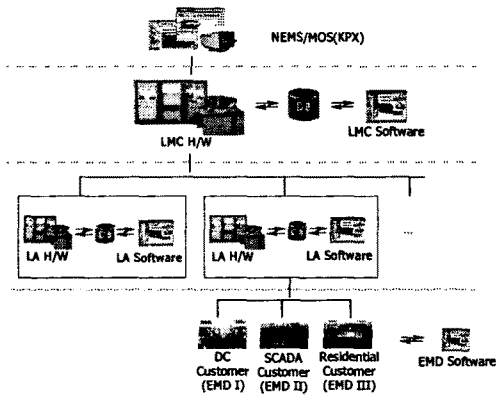 NEMS/MOS(KPX)
DB
LMC H/W
LMC Software
LA H/W
LA Software
LA H/W
LA Software
...
DC
Customer
(EMD I)
SCADA
Customer
(EMD II)
Residential
Customer
(EMD III)
EMD Software